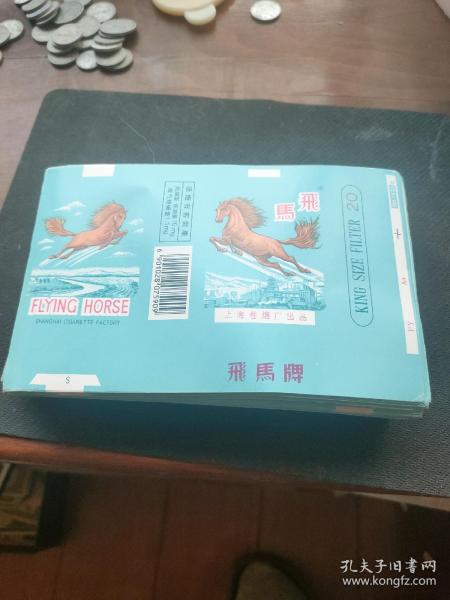 FLYING HORSE
SHANGHAI CIGARETTE FACTORY
S
6901028075909
飛馬
上海卷烟厂出品
飛馬牌
KING SIZE FILTER 20
孔夫子旧书网
www.kongfz.com